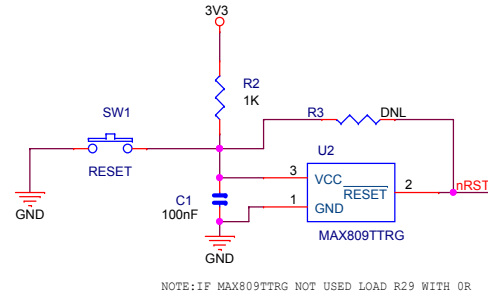 3V3
R2
1K
SW1
RESET
GND
R3
DNL
U2
3
VCC
RESET
2
nRST
1
GND
MAX809TTRG
C1
100nF
GND
NOTE:IF MAX809TTRG NOT USED LOAD R29 WITH 0R